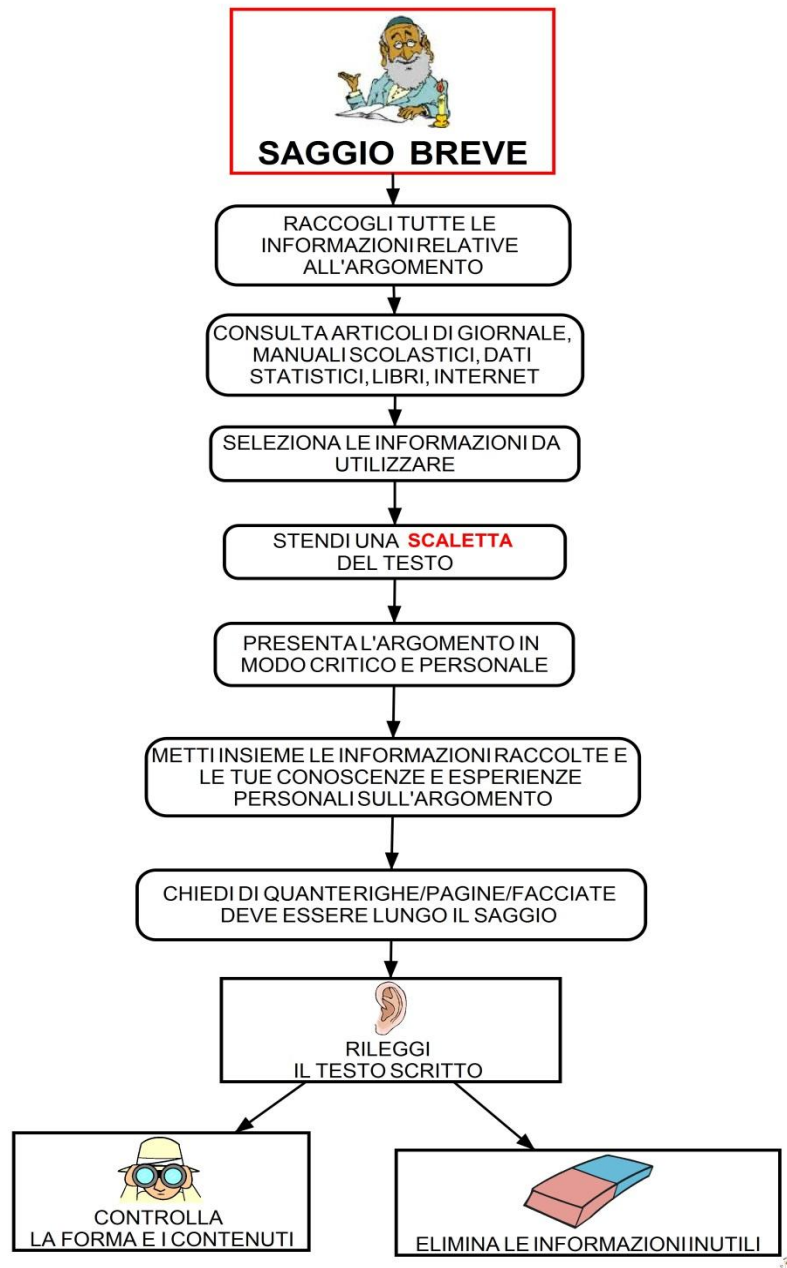 SAGGIO BREVE
RACCOGLI TUTTE LE
INFORMAZIONI RELATIVE
ALL'ARGOMENTO
CONSULTA ARTICOLI DI GIORNALE,
MANUALI SCOLASTICI, DATI
STATISTICI, LIBRI, INTERNET
SELEZIONA LE INFORMAZIONI DA
UTILIZZARE
STENDI UNA SCALETTA
DEL TESTO
PRESENTA L'ARGOMENTO IN
MODO CRITICO E PERSONALE
METTI INSIEME LE INFORMAZIONI RACCOLTE E
LE TUE CONOSCENZE E ESPERIENZE
PERSONALI SULL'ARGOMENTO
CHIEDI DI QUANTE RIGHE/PAGINE/FACCIATE
DEVE ESSERE LUNGO IL SAGGIO
RILEGGI
IL TESTO SCRITTO
CONTROLLA
LA FORMA E I CONTENUTI
ELIMINA LE INFORMAZIONI INUTILI